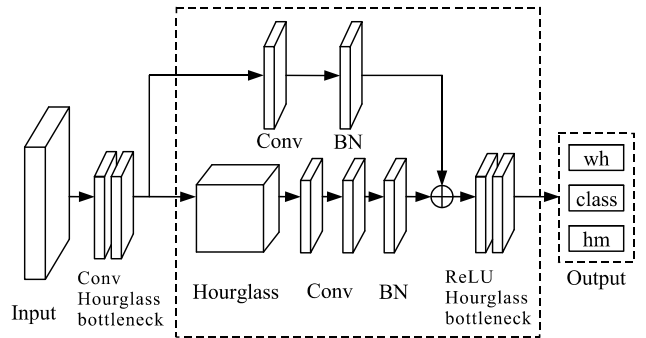 Conv
BN
wh
class
hm
Output
Conv
Hourglass
bottleneck
Hourglass
Conv
BN
ReLU
Hourglass
bottleneck
Input